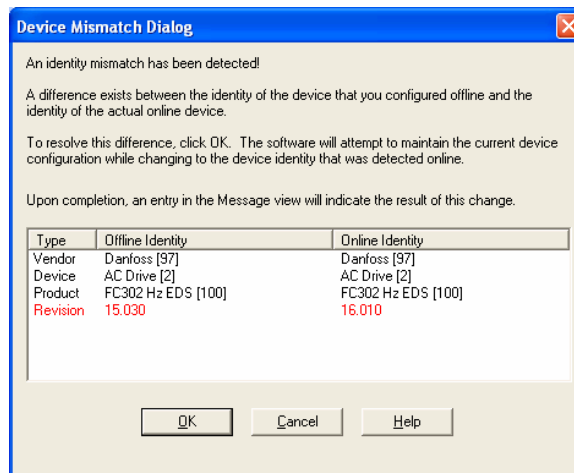 Device Mismatch Dialog
An identity mismatch has been detected!
A difference exists between the identity of the device that you configured offline and the
identity of the actual online device.
To resolve this difference, click OK. The software will attempt to maintain the current device
configuration while changing to the device identity that was detected online.
Upon completion, an entry in the Message view will indicate the result of this change.
Type Offline Identity Online Identity
Vendor Danfoss [97] Danfoss [97]
Device AC Drive [2] AC Drive [2]
Product FC302 Hz EDS [100] FC302 Hz EDS [100]
Revision 15.030 16.010
OK Cancel Help